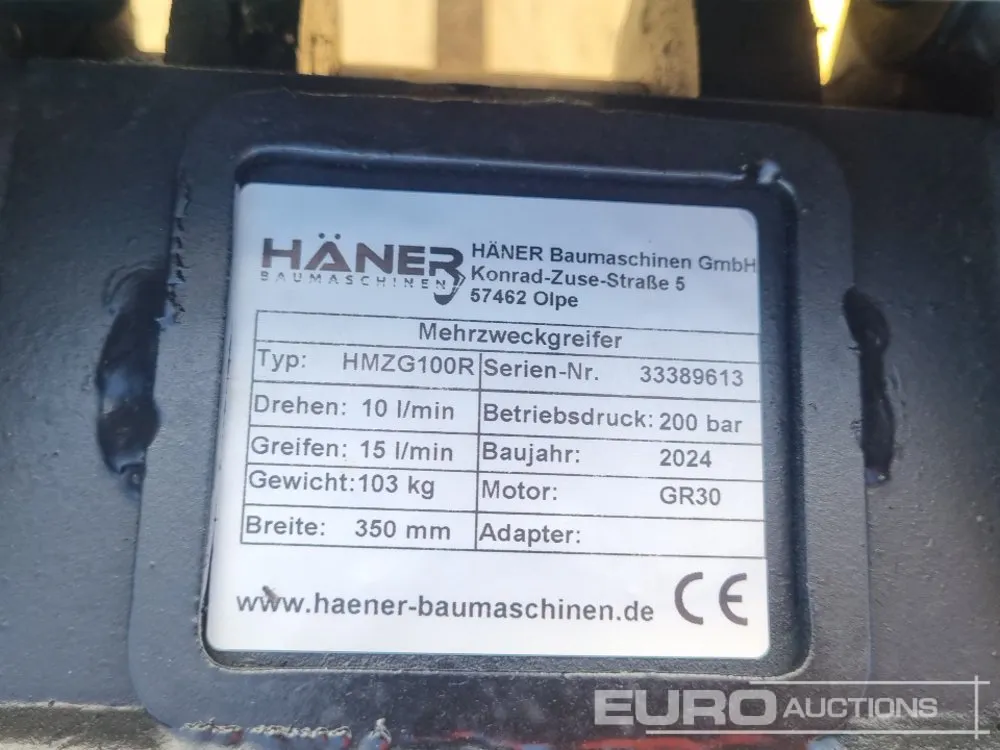 HÄNER
BAUMASCHINEN
HÄNER Baumaschinen GmbH
Konrad-Zuse-Straße 5
57462 Olpe
Mehrzweckgreifer
Typ: HMZG100R Serien-Nr. 33389613
Drehen: 10 l/min Betriebsdruck: 200 bar
Greifen: 15 l/min Baujahr: 2024
Gewicht: 103 kg Motor: GR30
Breite: 350 mm Adapter:
www.haener-baumaschinen.de CE
EURO AUCTIONS